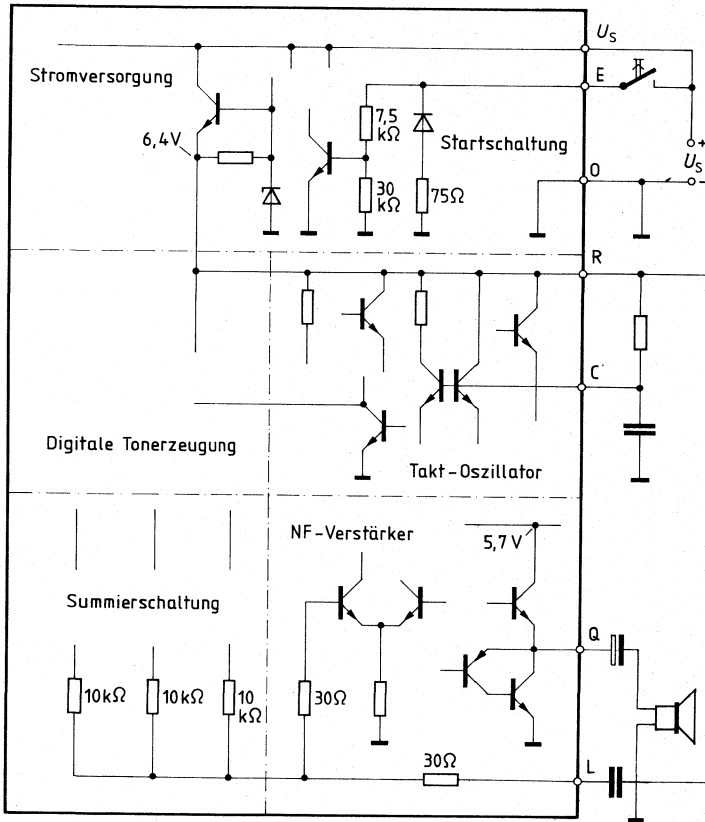 U_S
Stromversorgung
E
7,5
kΩ
6,4V
Startschaltung
+
U_S
O
–
30
kΩ
75Ω
R
C
Digitale Tonerzeugung
Takt-Oszillator
NF-Verstärker
5,7V
Summierschaltung
Q
10kΩ
10kΩ
10
kΩ
30Ω
30Ω
L